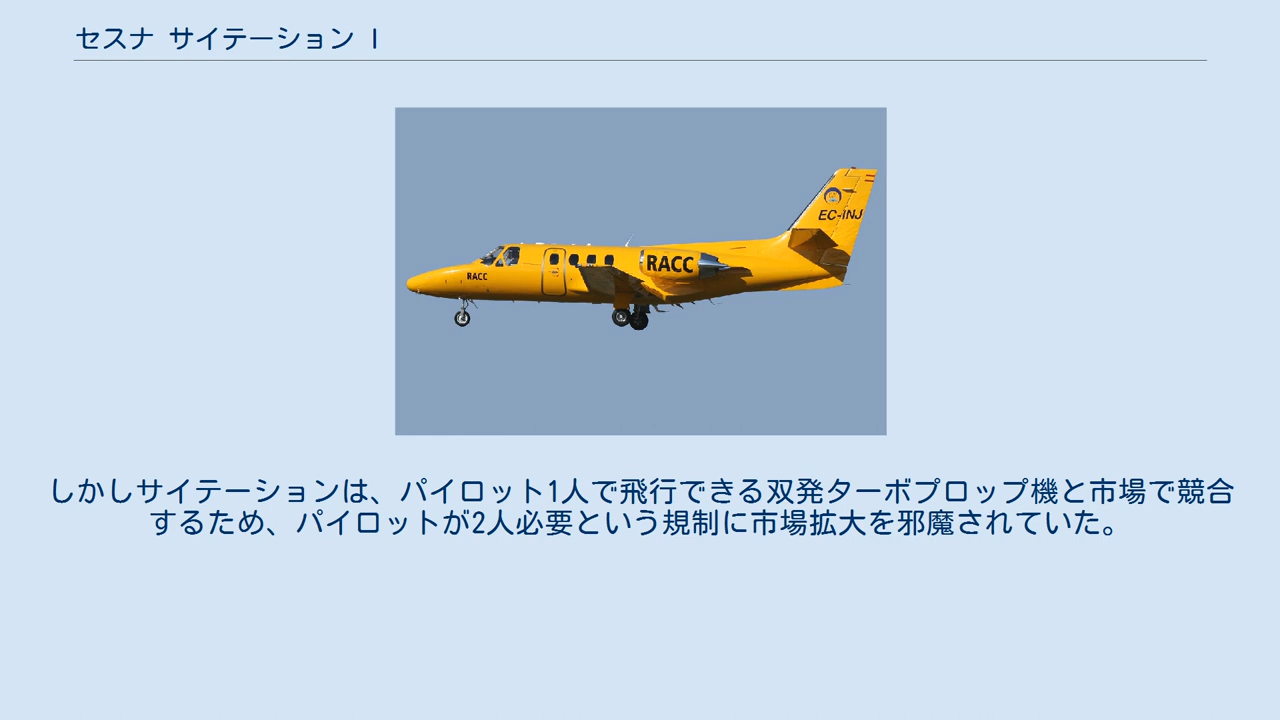 セスナ サイテーション I
EC-INJ
RACC
RACC
しかしサイテーションは、パイロット1人で飛行できる双発ターボプロップ機と市場で競合
するため、パイロットが2人必要という規制に市場拡大を邪魔されていた。